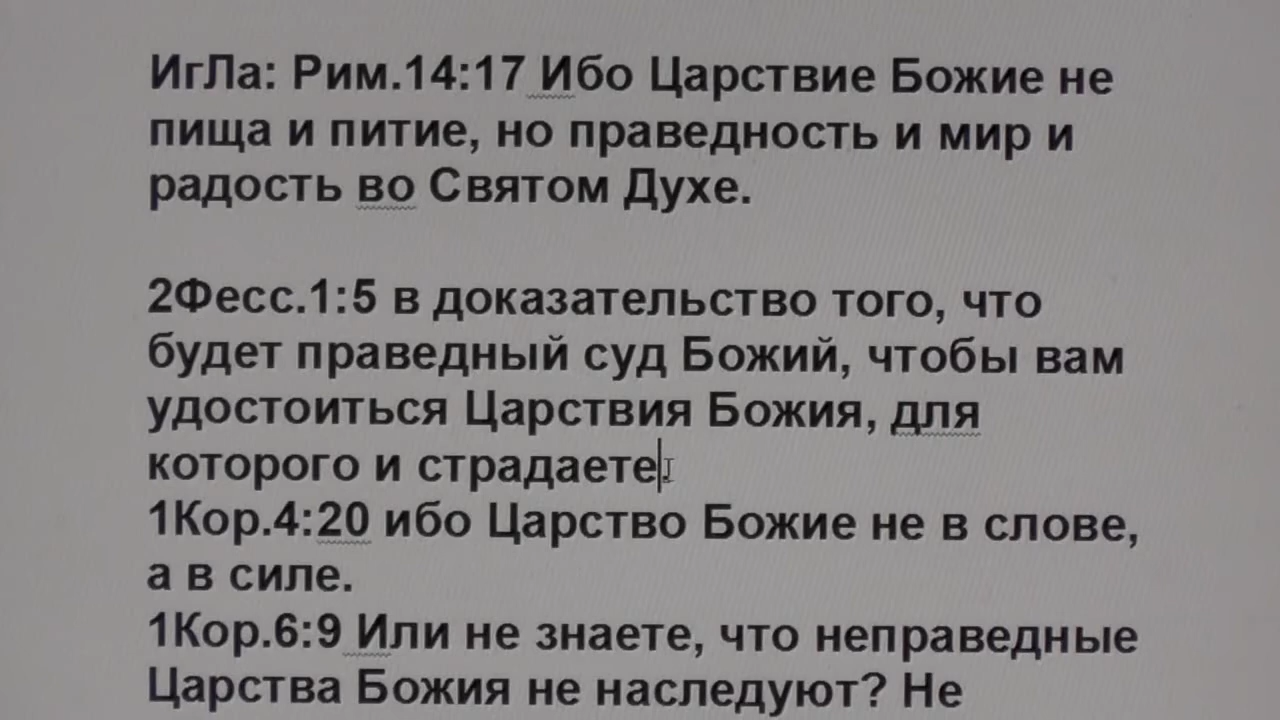 ИгЛа: Рим.14:17 Ибо Царствие Божие не
пища и питие, но праведность и мир и
радость во Святом Духе.
2Фесс.1:5 в доказательство того, что
будет праведный суд Божий, чтобы вам
удостоиться Царствия Божия, для
которого и страдаете
1Кор.4:20 ибо Царство Божие не в слове,
а в силе.
1Кор.6:9 Или не знаете, что неправедные
Царства Божия не наследуют? Не